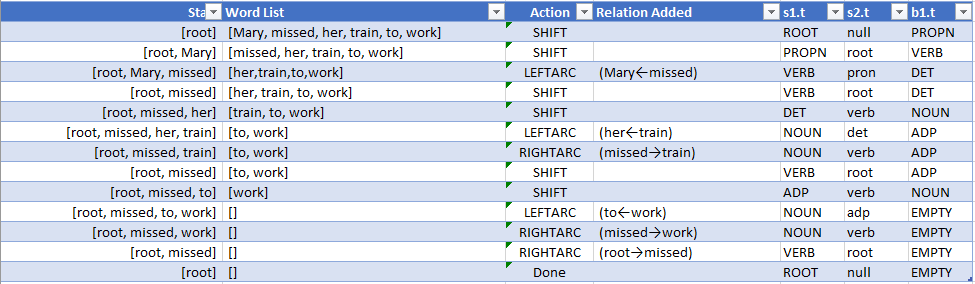 Sta Word List Action Relation Added s1.t s2.t b1.t
[root] [Mary, missed, her, train, to, work] SHIFT ROOT null PROPN
[root, Mary] [missed, her, train, to, work] SHIFT PROPN root VERB
[root, Mary, missed] [her,train,to,work] LEFTARC (Mary←missed) VERB pron DET
[root, missed] [her, train, to, work] SHIFT VERB root DET
[root, missed, her] [train, to, work] SHIFT DET verb NOUN
[root, missed, her, train] [to, work] LEFTARC (her←train) NOUN det ADP
[root, missed, train] [to, work] RIGHTARC (missed→train) NOUN verb ADP
[root, missed] [to, work] SHIFT VERB root ADP
[root, missed, to] [work] SHIFT ADP verb NOUN
[root, missed, to, work] [] LEFTARC (to←work) NOUN adp EMPTY
[root, missed, work] [] RIGHTARC (missed→work) NOUN verb EMPTY
[root, missed] [] RIGHTARC (root→missed) VERB root EMPTY
[root] [] Done ROOT null EMPTY